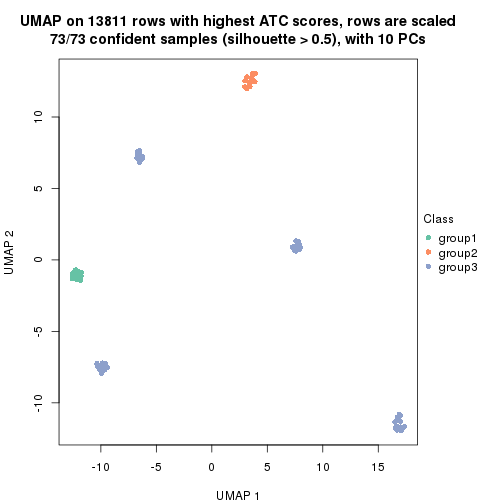 UMAP on 13811 rows with highest ATC scores, rows are scaled
73/73 confident samples (silhouette > 0.5), with 10 PCs
10
5
0
-5
-10
UMAP 2
-10
-5
0
5
10
15
UMAP 1
Class
group1
group2
group3